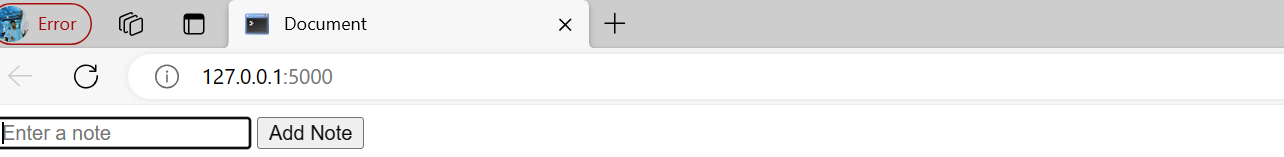 Error
Document
127.0.0.1:5000
Enter a note
Add Note